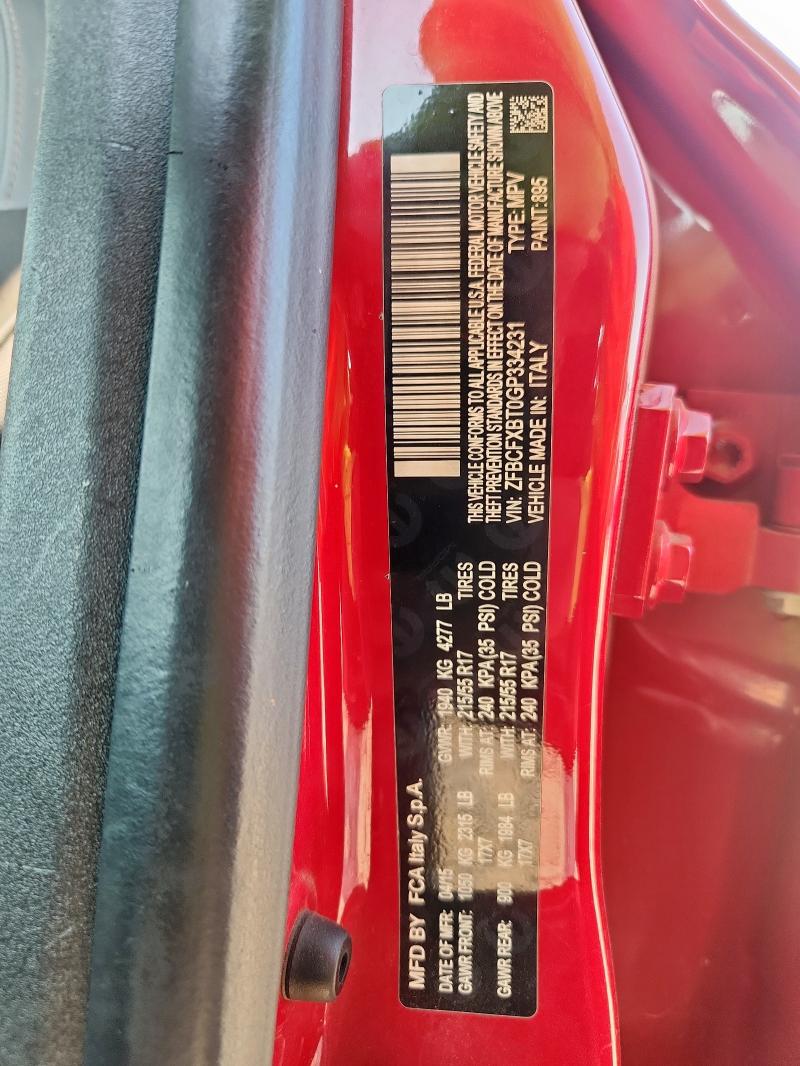 MFD BY FCA Italy S.p.A.
DATE OF MFR: 04/15 GVWR: 1940 KG 4277 LB
GAWR FRONT: 1050 KG 2315 LB WITH: 215/55 R17 TIRES
17X7 RIMS AT: 240 KPA(35 PSI) COLD
GAWR REAR: 900 KG 1984 LB WITH: 215/55 R17 TIRES
17X7 RIMS AT: 240 KPA(35 PSI) COLD
THIS VEHICLE CONFORMS TO ALL APPLICABLE U.S.A. FEDERAL MOTOR VEHICLE SAFETY AND
THEFT PREVENTION STANDARDS IN EFFECT ON THE DATE OF MANUFACTURE SHOWN ABOVE
VIN: ZFBCFXBT0GP334231 TYPE: MPV
VEHICLE MADE IN: ITALY PAINT: 895